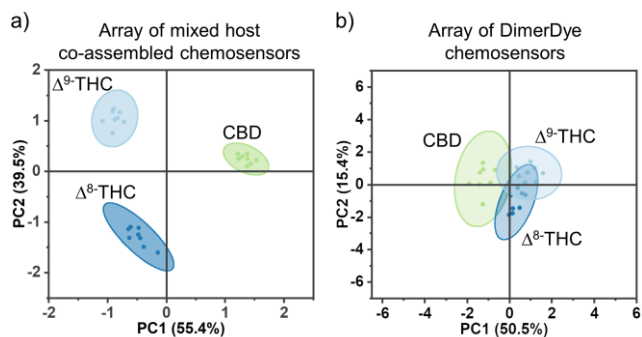 a)
Array of mixed host
co-assembled chemosensors
2
1
0
-1
-2
-2
-1
0
1
2
PC2 (39.5%)
PC1 (55.4%)
Δ⁹-THC
CBD
Δ⁸-THC
b)
Array of DimerDye
chemosensors
6
4
2
0
-2
-4
-6
-6
-4
-2
0
2
4
6
PC2 (15.4%)
PC1 (50.5%)
CBD
Δ⁹-THC
Δ⁸-THC